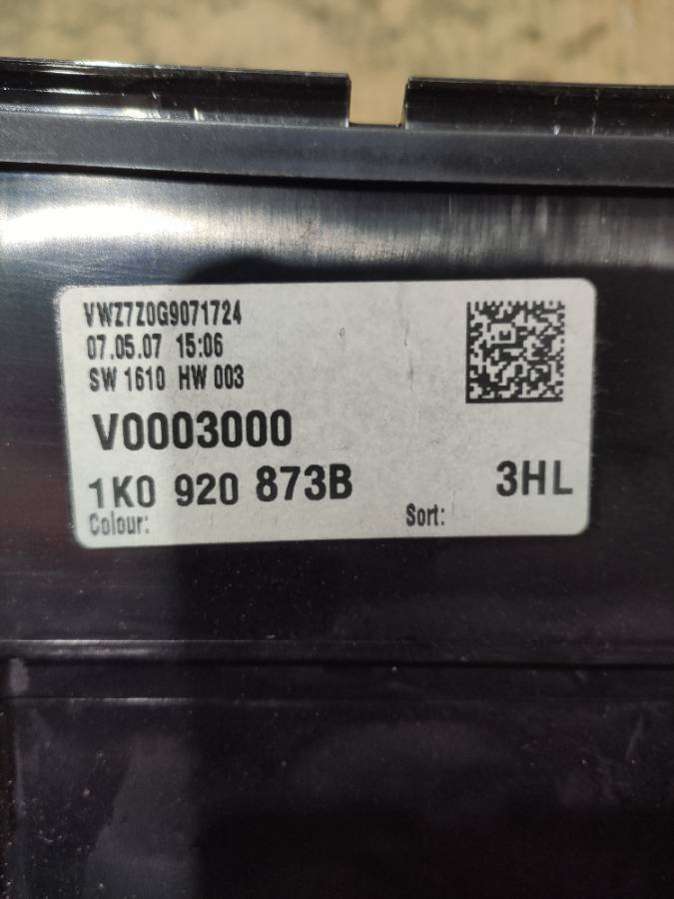 VWZ7Z0G9071724
07.05.07 15:06
SW 1610 HW 003
V0003000
1K0 920 873B 3HL
Colour: Sort: